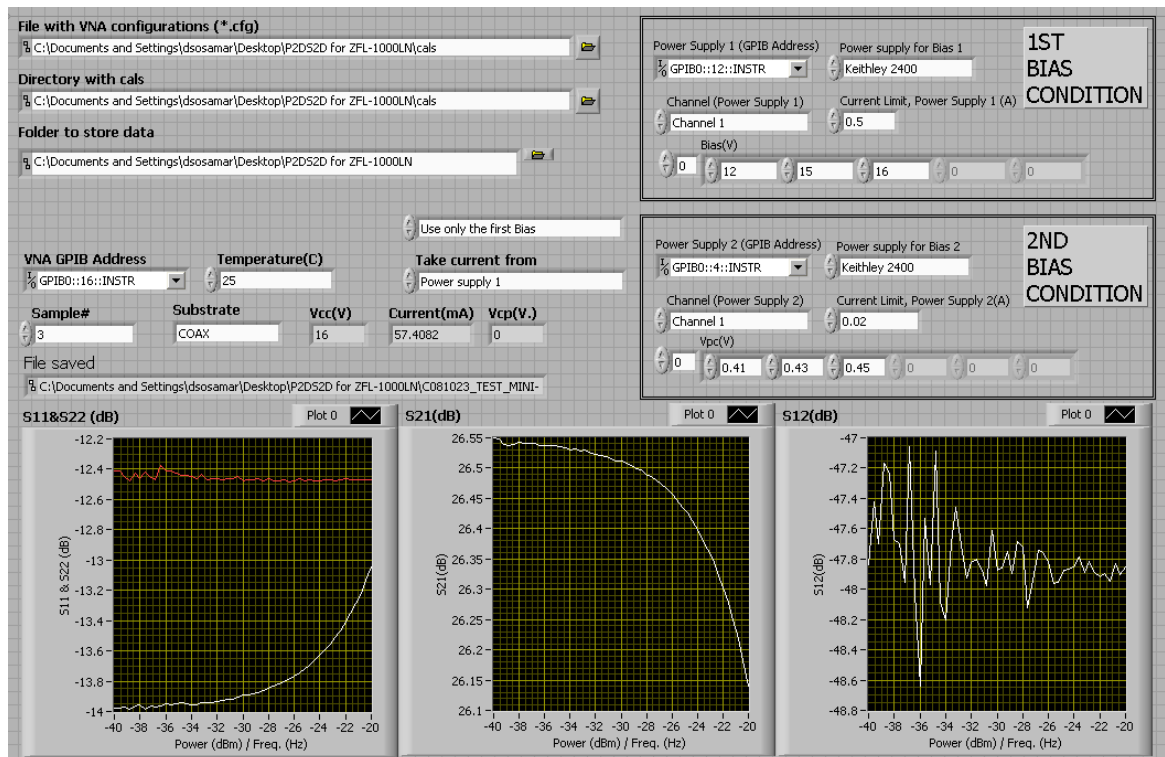 File with VNA configurations (*.cfg)
C:\Documents and Settings\dsosamar\Desktop\P2DS2D for ZFL-1000LN\cals
Directory with cals
C:\Documents and Settings\dsosamar\Desktop\P2DS2D for ZFL-1000LN\cals
Folder to store data
C:\Documents and Settings\dsosamar\Desktop\P2DS2D for ZFL-1000LN
Use only the first Bias
VNA GPIB Address
Temperature(C)
Take current from
GPIB0::16::INSTR
25
Power supply 1
Sample#
Substrate
Vcc(V)
Current(mA)
Vcp(V.)
3
COAX
16
57.4082
0
File saved
C:\Documents and Settings\dsosamar\Desktop\P2DS2D for ZFL-1000LN\C081023_TEST_MINI-
Power Supply 1 (GPIB Address)
Power supply for Bias 1
1ST
BIAS
CONDITION
GPIB0::12::INSTR
Keithley 2400
Channel (Power Supply 1)
Current Limit, Power Supply 1 (A)
Channel 1
0.5
Bias(V)
0
12
15
16
0
0
Power Supply 2 (GPIB Address)
Power supply for Bias 2
2ND
BIAS
CONDITION
GPIB0::4::INSTR
Keithley 2400
Channel (Power Supply 2)
Current Limit, Power Supply 2(A)
Channel 1
0.02
Vpc(V)
0
0.41
0.43
0.45
0
0
0
S11&S22 (dB)
Plot 0
-12.2
-12.4
-12.6
-12.8
-13
-13.2
-13.4
-13.6
-13.8
-14
S11 & S22 (dB)
-40 -38 -36 -34 -32 -30 -28 -26 -24 -22 -20
Power (dBm) / Freq. (Hz)
S21(dB)
Plot 0
26.55
26.5
26.45
26.4
26.35
26.3
26.25
26.2
26.15
26.1
S21(dB)
-40 -38 -36 -34 -32 -30 -28 -26 -24 -22 -20
Power (dBm) / Freq. (Hz)
S12(dB)
Plot 0
-47
-47.2
-47.4
-47.6
-47.8
-48
-48.2
-48.4
-48.6
-48.8
S12(dB)
-40 -38 -36 -34 -32 -30 -28 -26 -24 -22 -20
Power (dBm) / Freq. (Hz)